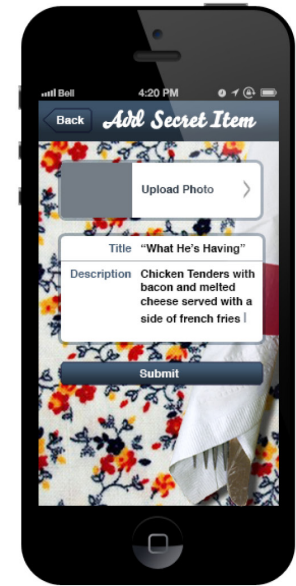 Bell 4:20 PM
Back Add Secret Item
Upload Photo
Title “What He’s Having”
Description Chicken Tenders with
bacon and melted
cheese served with a
side of french fries
Submit